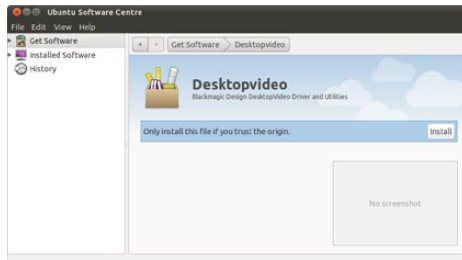 Ubuntu Software Centre
File Edit View Help
Get Software
Installed Software
History
Get Software Desktopvideo
Desktopvideo
Blackmagic Design DesktopVideo Driver and Utilities
Only install this file if you trust the origin.
Install
No screenshot